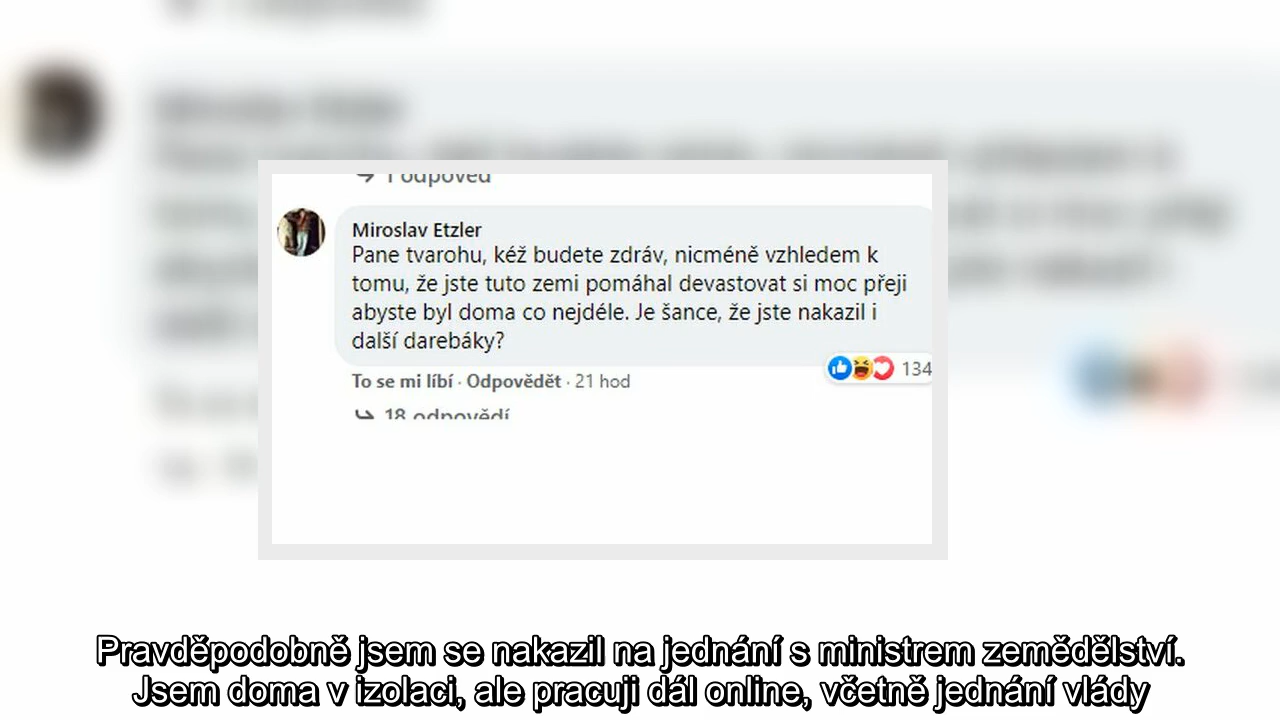 1 odpověď
Miroslav Etzler
Pane tvarohu, kéž budete zdráv, nicméně vzhledem k
tomu, že jste tuto zemi pomáhal devastovat si moc přeji
abyste byl doma co nejdéle. Je šance, že jste nakazil i
další darebáky?
134
To se mi líbí · Odpovědět · 21 hod
18 odpovědí
Pravděpodobně jsem se nakazil na jednání s ministrem zemědělství.
Jsem doma v izolaci, ale pracuji dál online, včetně jednání vlády